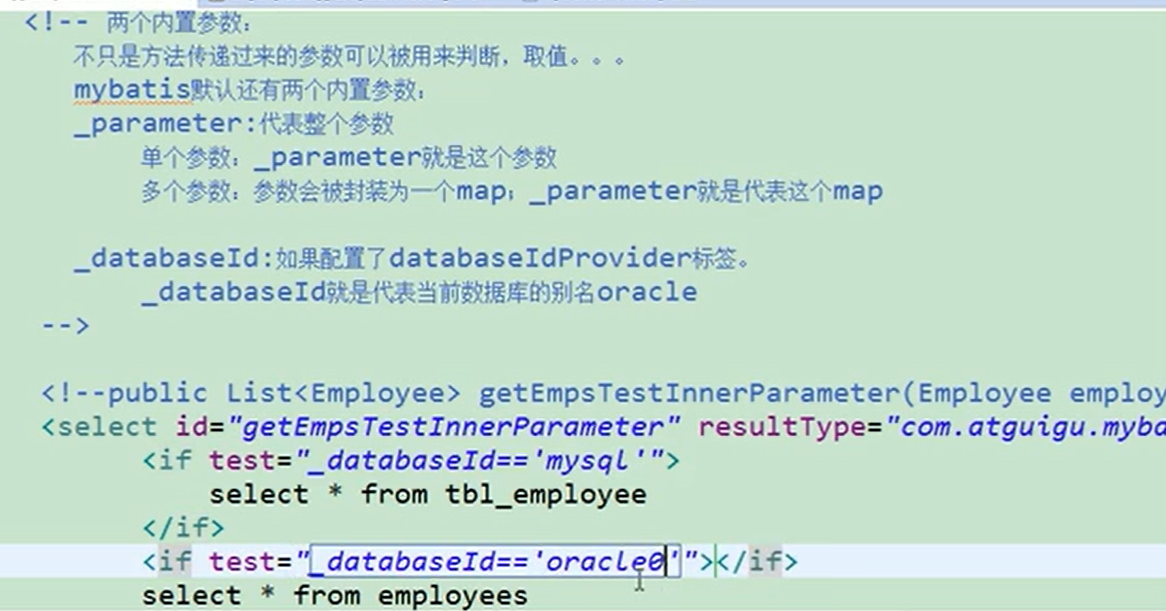 <!-- 两个内置参数：
不只是方法传递过来的参数可以被用来判断，取值。。。
mybatis默认还有两个内置参数：
_parameter:代表整个参数
单个参数：_parameter就是这个参数
多个参数：参数会被封装为一个map；_parameter就是代表这个map
_databaseId:如果配置了databaseIdProvider标签。
_databaseId就是代表当前数据库的别名oracle
-->
<!--public List<Employee> getEmpsTestInnerParameter(Employee employ
<select id="getEmpsTestInnerParameter" resultType="com.atguigu.myba
<if test="_databaseId=='mysql'">
select * from tbl_employee
</if>
<if test="_databaseId=='oracle0'"></if>
select * from employees